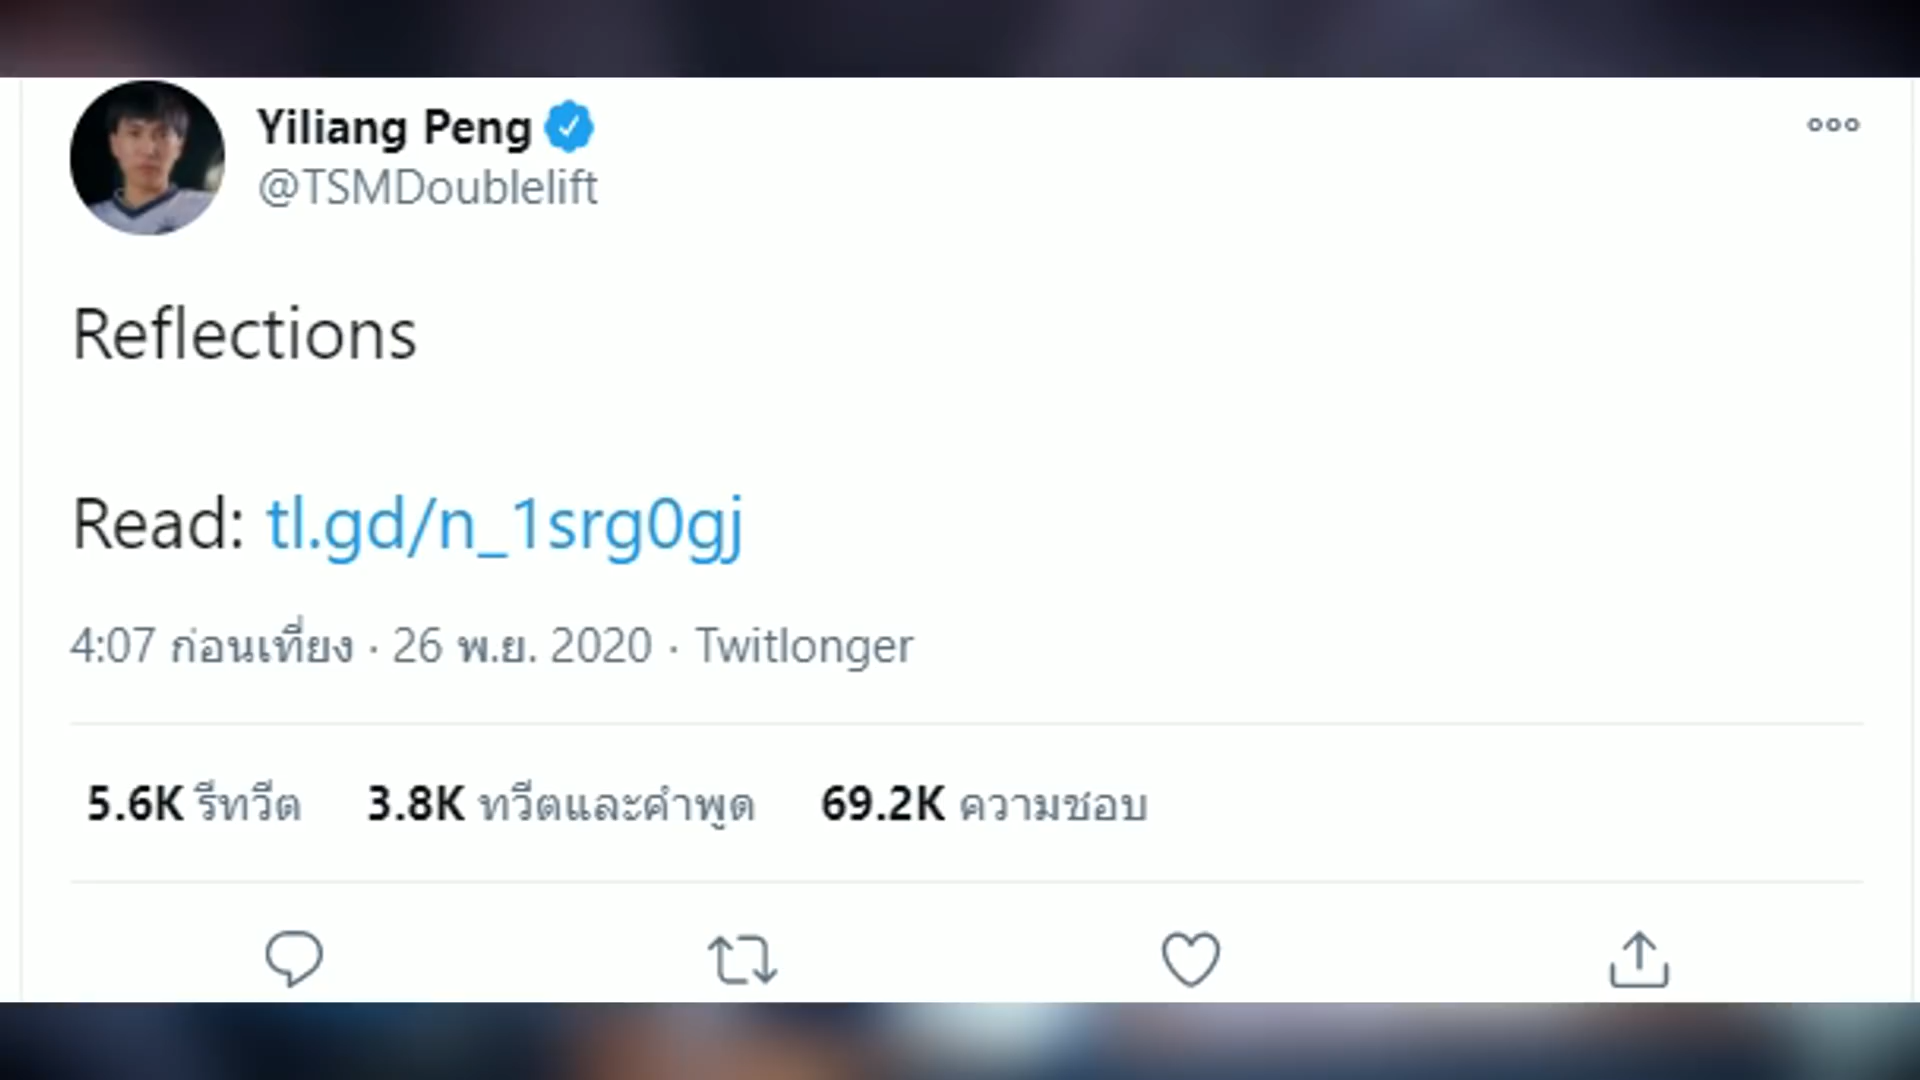 Yiliang Peng
@TSMDoublelift
Reflections
Read: tl.gd/n_1srg0gj
4:07 ก่อนเที่ยง · 26 พ.ย. 2020 · Twitlonger
5.6K รีทวีต 3.8K ทวีตและคำพูด 69.2K ความชอบ